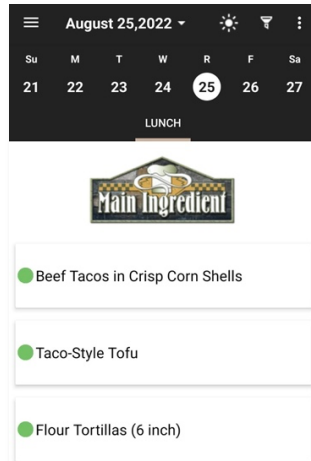 August 25,2022
Su M T W R F Sa
21 22 23 24 25 26 27
LUNCH
Main Ingredient
Beef Tacos in Crisp Corn Shells
Taco-Style Tofu
Flour Tortillas (6 inch)